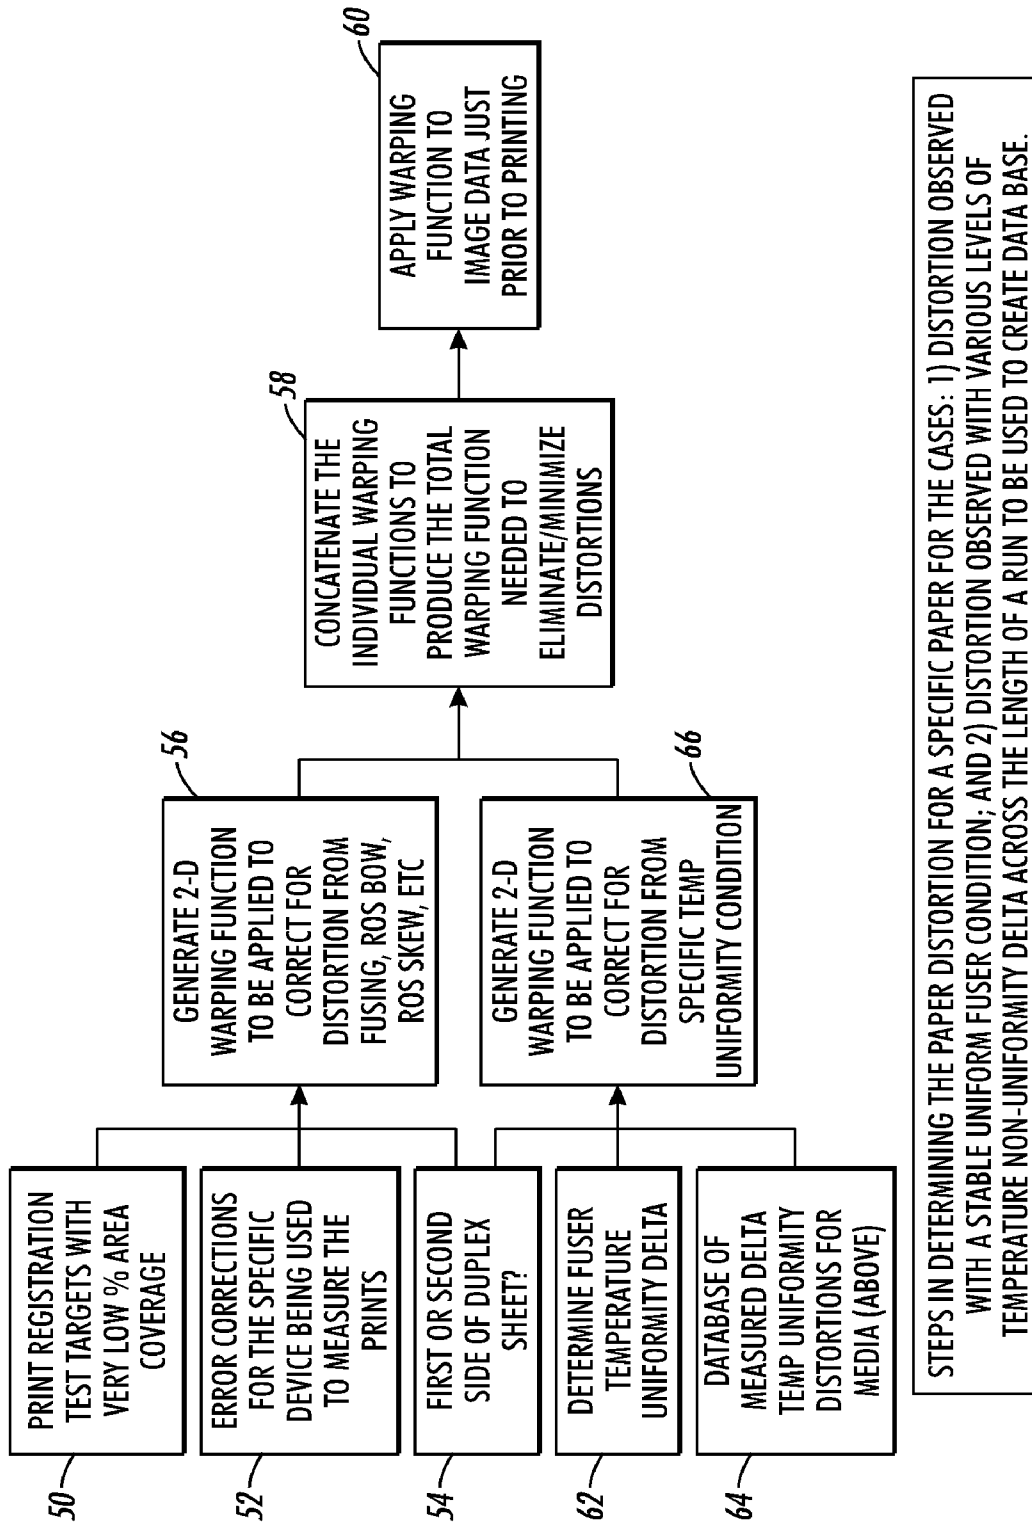 50
PRINT REGISTRATION
TEST TARGETS WITH
VERY LOW % AREA
COVERAGE
52
ERROR CORRECTIONS
FOR THE SPECIFIC
DEVICE BEING USED
TO MEASURE THE
PRINTS
54
FIRST OR SECOND
SIDE OF DUPLEX
SHEET?
62
DETERMINE FUSER
TEMPERATURE
UNIFORMITY DELTA
64
DATABASE OF
MEASURED DELTA
TEMP UNIFORMITY
DISTORTIONS FOR
MEDIA (ABOVE)
56
GENERATE 2-D
WARPING FUNCTION
TO BE APPLIED TO
CORRECT FOR
DISTORTION FROM
FUSING, ROS BOW,
ROS SKEW, ETC
66
GENERATE 2-D
WARPING FUNCTION
TO BE APPLIED TO
CORRECT FOR
DISTORTION FROM
SPECIFIC TEMP
UNIFORMITY CONDITION
58
CONCATENATE THE
INDIVIDUAL WARPING
FUNCTIONS TO
PRODUCE THE TOTAL
WARPING FUNCTION
NEEDED TO
ELIMINATE/MINIMIZE
DISTORTIONS
60
APPLY WARPING
FUNCTION TO
IMAGE DATA JUST
PRIOR TO PRINTING
STEPS IN DETERMINING THE PAPER DISTORTION FOR A SPECIFIC PAPER FOR THE CASES: 1) DISTORTION OBSERVED
WITH A STABLE UNIFORM FUSER CONDITION; AND 2) DISTORTION OBSERVED WITH VARIOUS LEVELS OF
TEMPERATURE NON-UNIFORMITY DELTA ACROSS THE LENGTH OF A RUN TO BE USED TO CREATE DATA BASE.